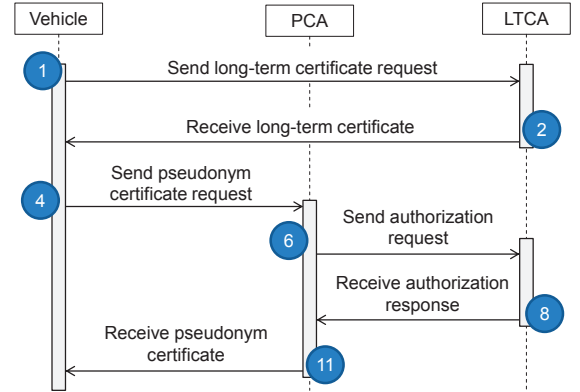 Vehicle
PCA
LTCA
1
Send long-term certificate request
Receive long-term certificate
2
Send pseudonym
certificate request
4
Send authorization
request
6
Receive authorization
response
8
Receive pseudonym
certificate
11